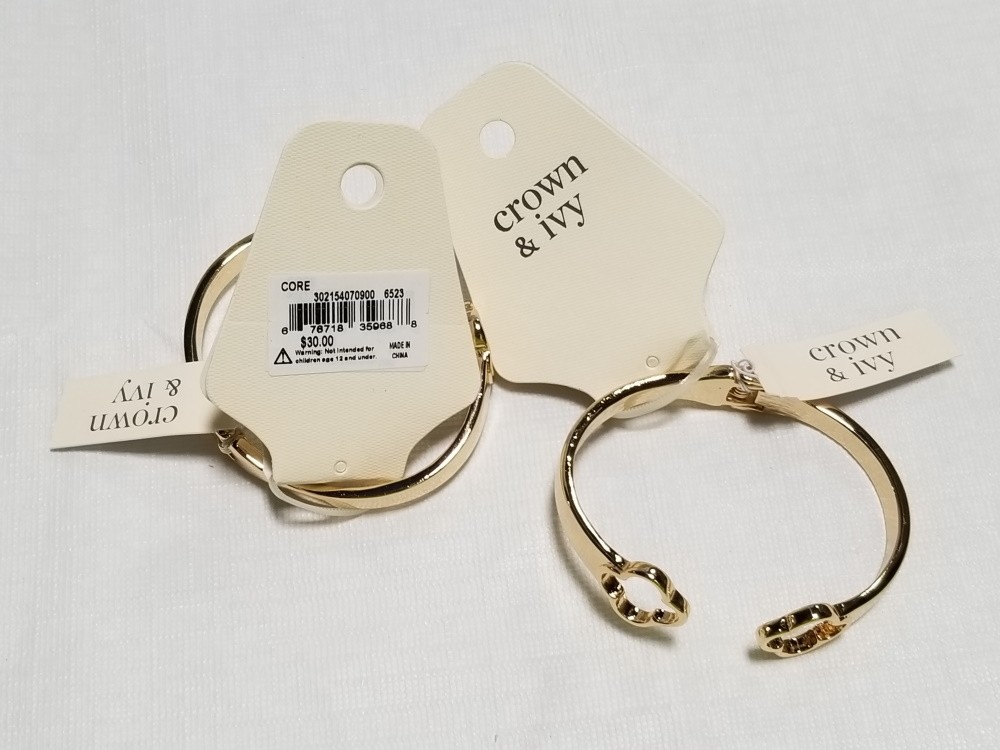 crown
& ivy
CORE
302154070900 6523
6 76718 35968 8
$30.00
Warning: Not intended for
children age 12 and under.
MADE IN
CHINA
crown
& ivy
crown
& ivy